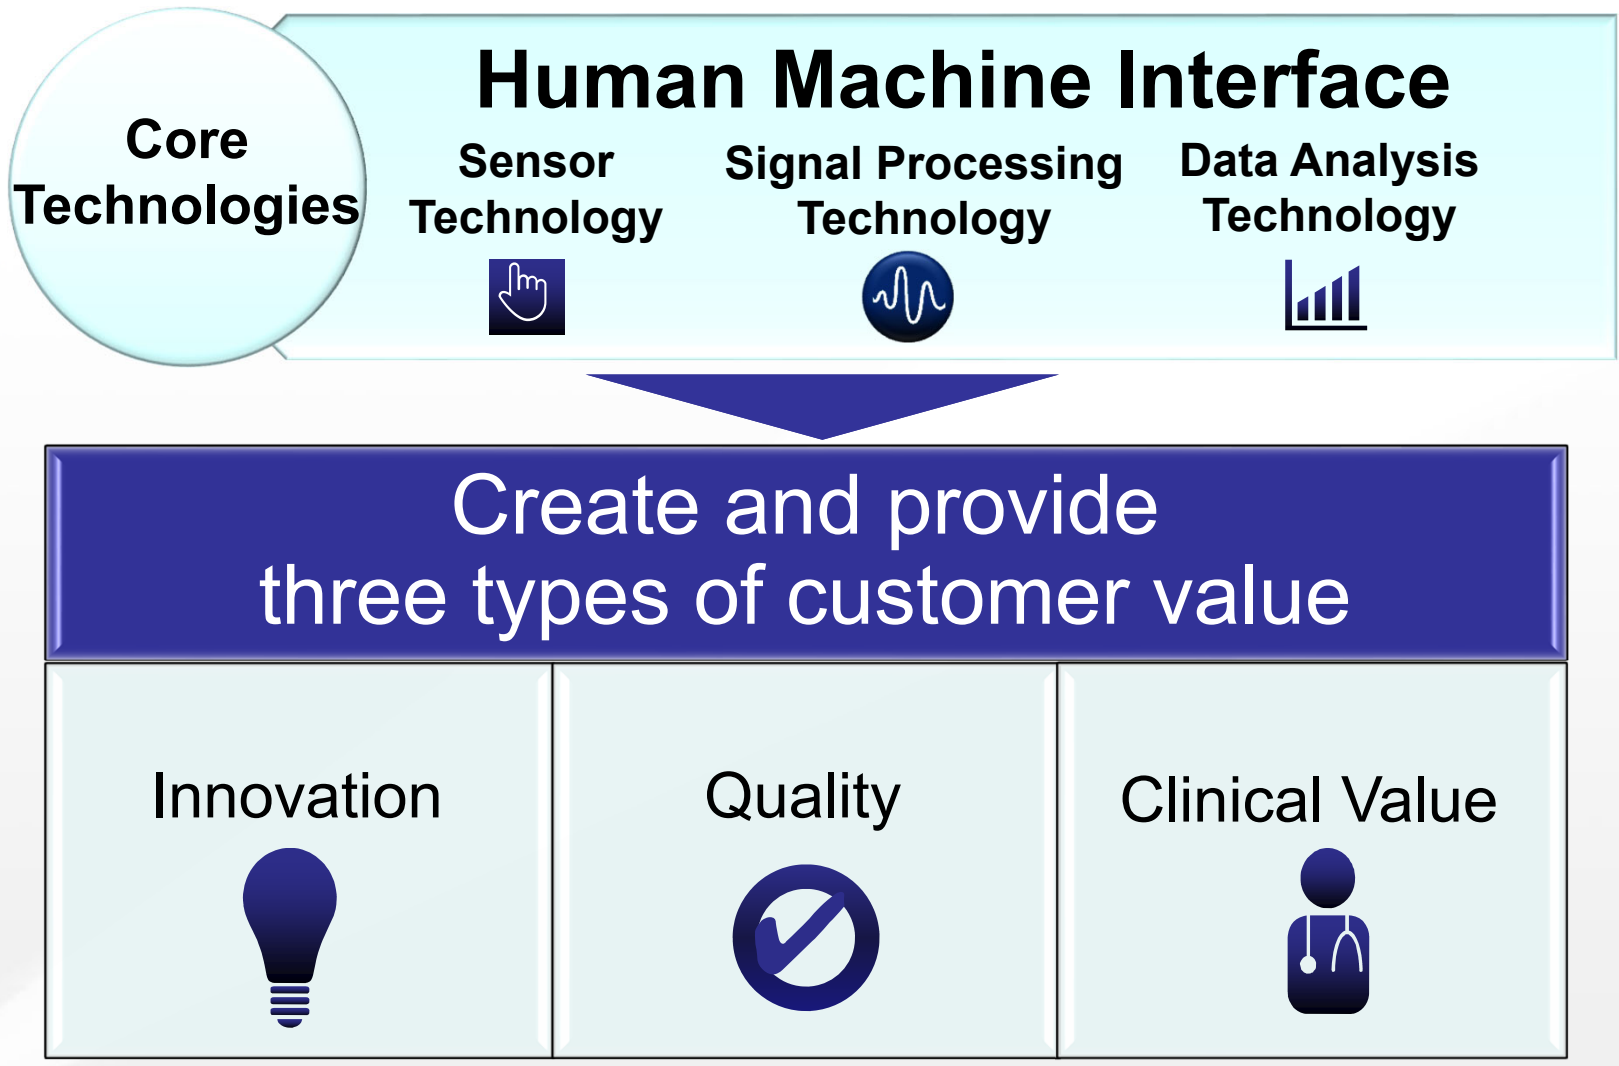 Core
Technologies
Human Machine Interface
Sensor
Technology
Signal Processing
Technology
Data Analysis
Technology
Create and provide
three types of customer value
Innovation
Quality
Clinical Value